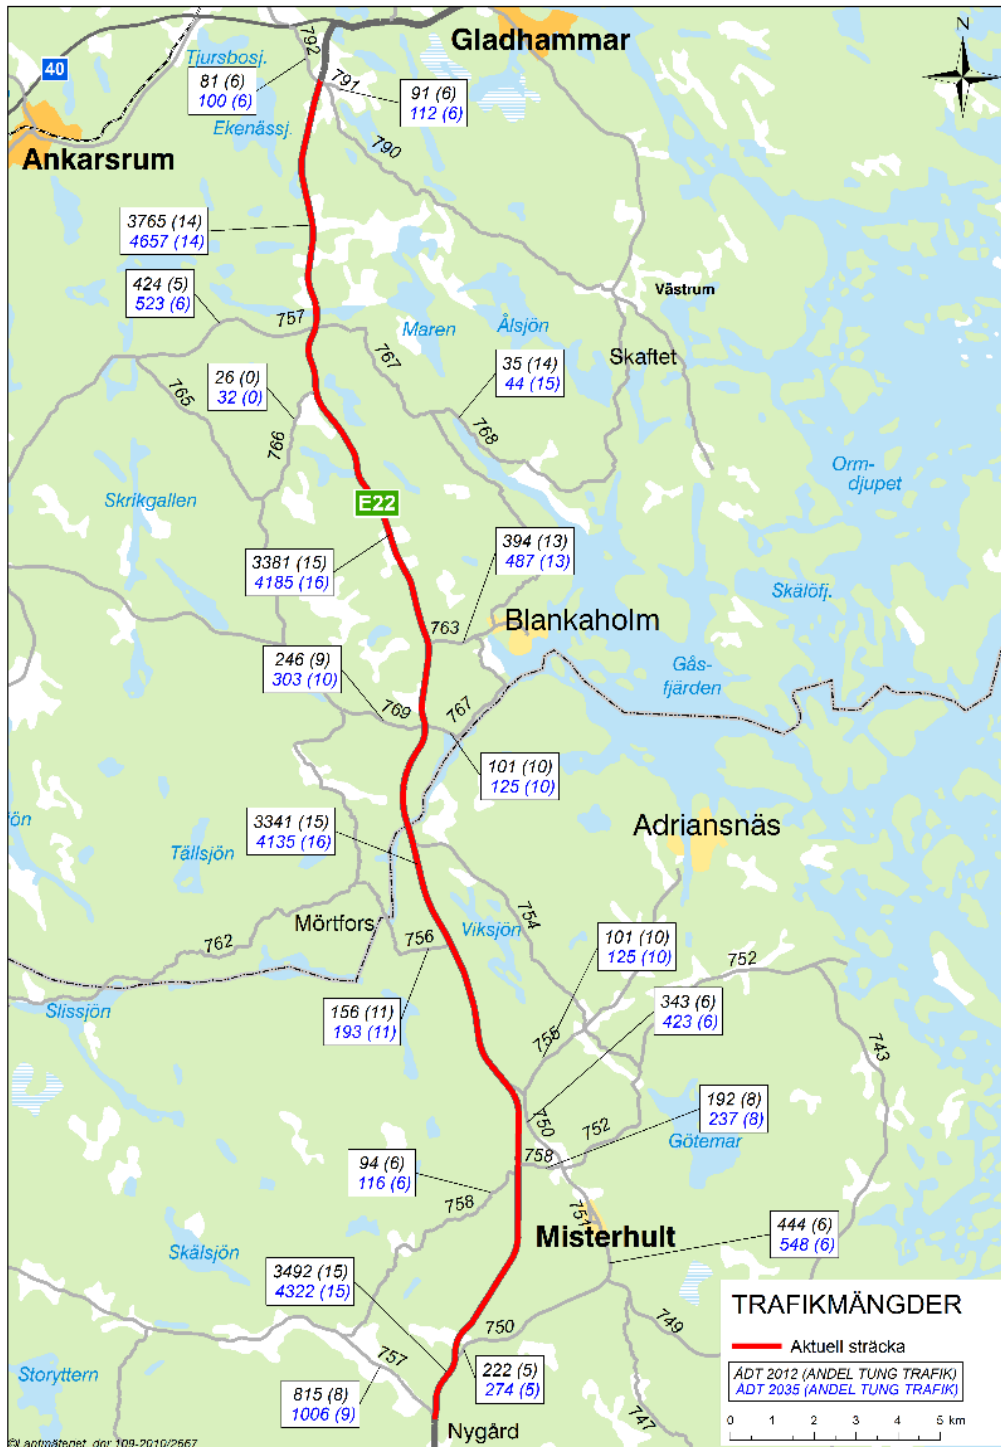 Gladhammar
N
792
Tjursbosj.
40
81 (6)
100 (6)
791
91 (6)
112 (6)
Ekenässj.
790
Ankarsrum
3765 (14)
4657 (14)
424 (5)
523 (6)
Västrum
757
Maren
Ålsjön
767
Skaftet
35 (14)
44 (15)
26 (0)
32 (0)
765
766
768
Orm-
djupet
Skrikgallen
E22
394 (13)
487 (13)
3381 (15)
4185 (16)
Skälöfj.
763
Blankaholm
246 (9)
303 (10)
Gås-
fjärden
769
767
101 (10)
125 (10)
3341 (15)
4135 (16)
jön
Adriansnäs
Tällsjön
754
Mörtfors
756
Viksjön
762
101 (10)
125 (10)
752
Slissjön
156 (11)
193 (11)
343 (6)
423 (6)
755
743
192 (8)
237 (8)
750
752
Götemar
758
94 (6)
116 (6)
758
751
Misterhult
444 (6)
548 (6)
Skälsjön
3492 (15)
4322 (15)
TRAFIKMÄNGDER
750
749
Aktuell sträcka
757
Storyttern
222 (5)
274 (5)
ÅDT 2012 (ANDEL TUNG TRAFIK)
ÅDT 2035 (ANDEL TUNG TRAFIK)
815 (8)
1006 (9)
747
0 1 2 3 4 5 km
Nygård
©Lantmäteriet, dnr 109-2010/2667